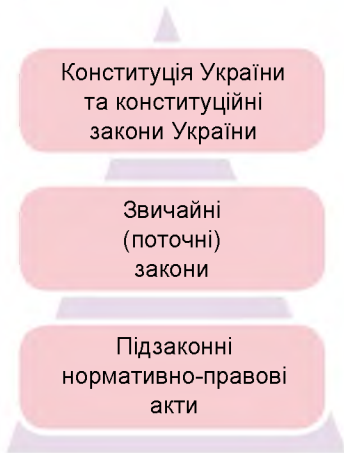 Конституція України
та конституційні
закони України
Звичайні
(поточні)
закони
Підзаконні
нормативно-правові
акти